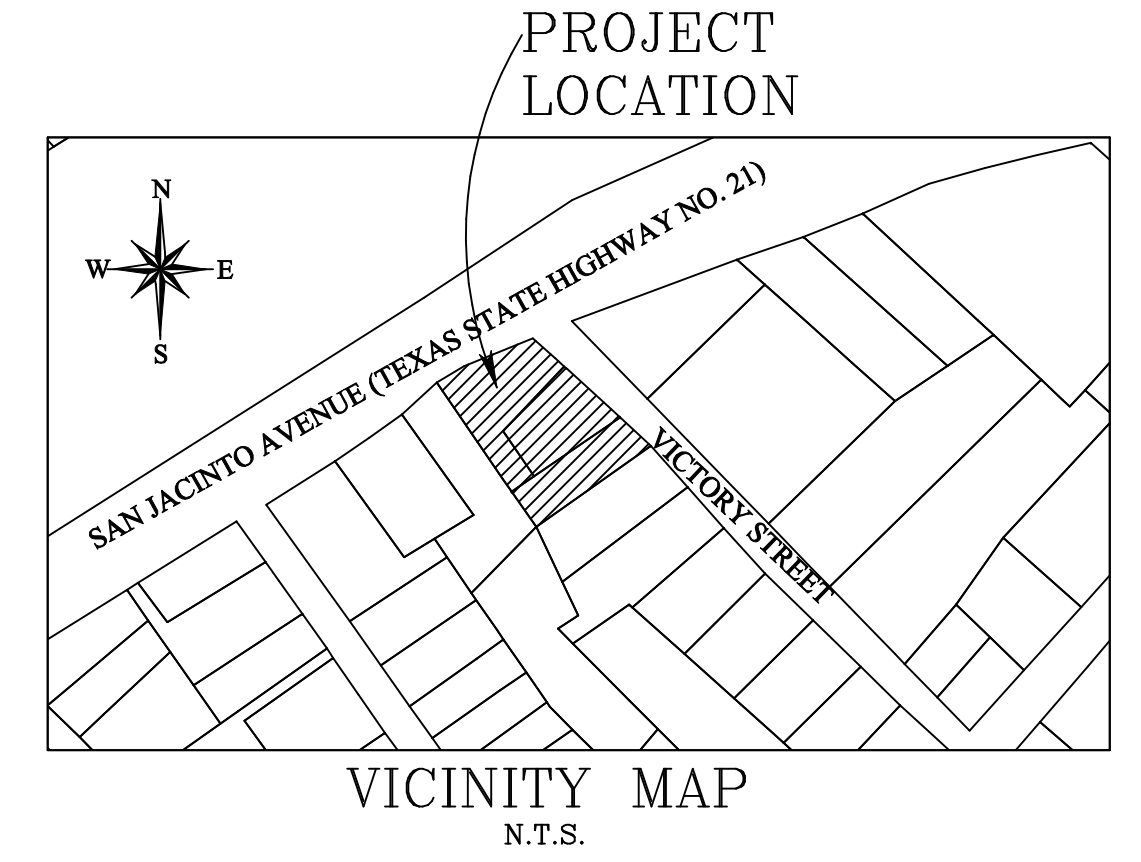 PROJECT
LOCATION
N
W E
S
SAN JACINTO AVENUE (TEXAS STATE HIGHWAY NO. 21)
VICTORY STREET
VICINITY MAP
N.T.S.